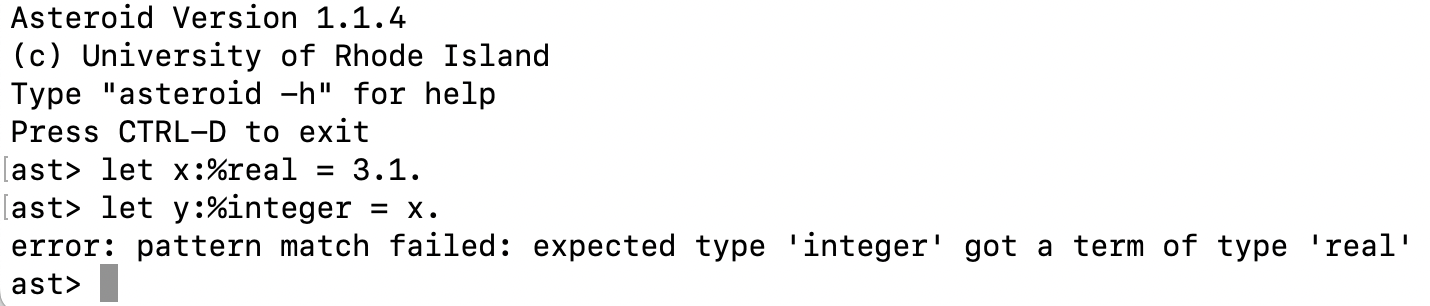 Asteroid Version 1.1.4
(c) University of Rhode Island
Type "asteroid -h" for help
Press CTRL-D to exit
[ast> let x:%real = 3.1.
[ast> let y:%integer = x.
error: pattern match failed: expected type 'integer' got a term of type 'real'
ast>